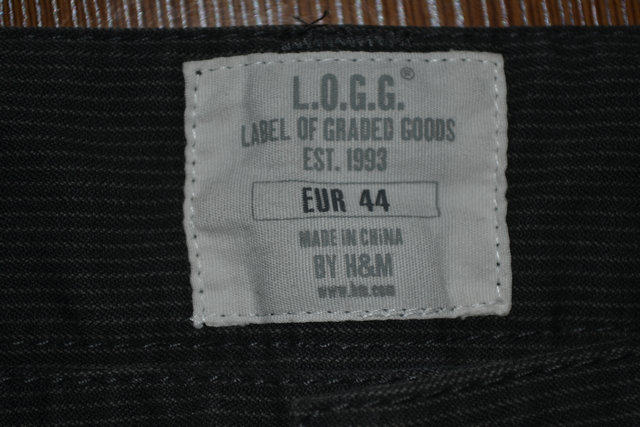 L.O.G.G.®
LABEL OF GRADED GOODS
EST. 1993
EUR 44
MADE IN CHINA
BY H&M
www.hm.com